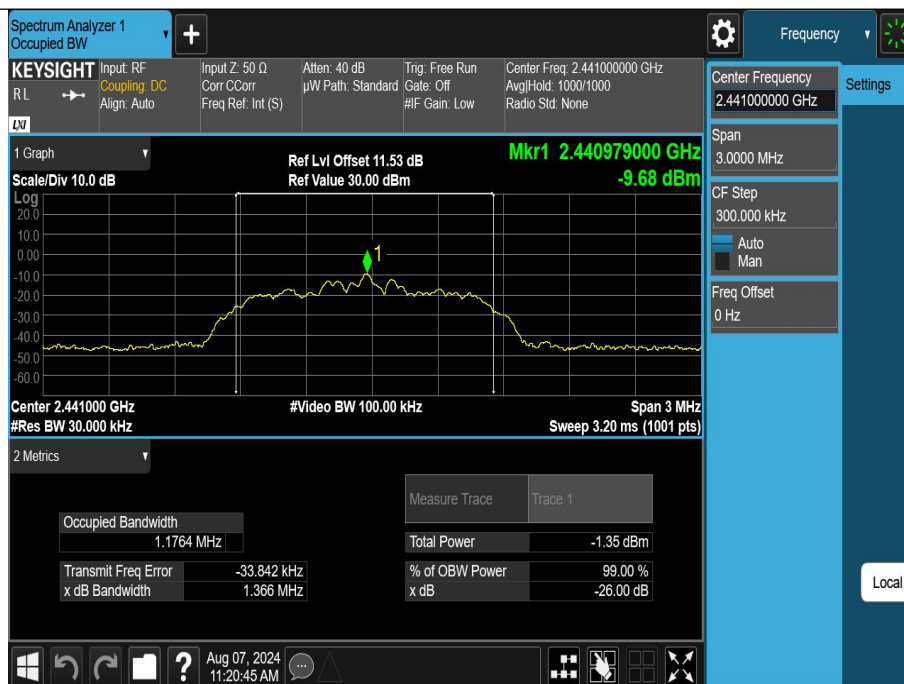 Spectrum Analyzer 1
Occupied BW
Frequency
KEYSIGHT
RL
LXI
Input: RF
Coupling: DC
Align: Auto
Input Z: 50 Ω
Corr CCorr
Freq Ref: Int (S)
Atten: 40 dB
µW Path: Standard
Trig: Free Run
Gate: Off
#IF Gain: Low
Center Freq: 2.441000000 GHz
Avg|Hold: 1000/1000
Radio Std: None
1 Graph
Scale/Div 10.0 dB
Ref Lvl Offset 11.53 dB
Ref Value 30.00 dBm
Mkr1 2.440979000 GHz
-9.68 dBm
Log
20.0
10.0
0.00
-10.0
-20.0
-30.0
-40.0
-50.0
-60.0
1
Center 2.441000 GHz
#Res BW 30.000 kHz
#Video BW 100.00 kHz
Span 3 MHz
Sweep 3.20 ms (1001 pts)
2 Metrics
Measure Trace Trace 1
Occupied Bandwidth
1.1764 MHz
Total Power -1.35 dBm
Transmit Freq Error -33.842 kHz
% of OBW Power 99.00 %
x dB Bandwidth 1.366 MHz
x dB -26.00 dB
Center Frequency
2.441000000 GHz
Settings
Span
3.0000 MHz
CF Step
300.000 kHz
Auto
Man
Freq Offset
0 Hz
Local
?
Aug 07, 2024
11:20:45 AM